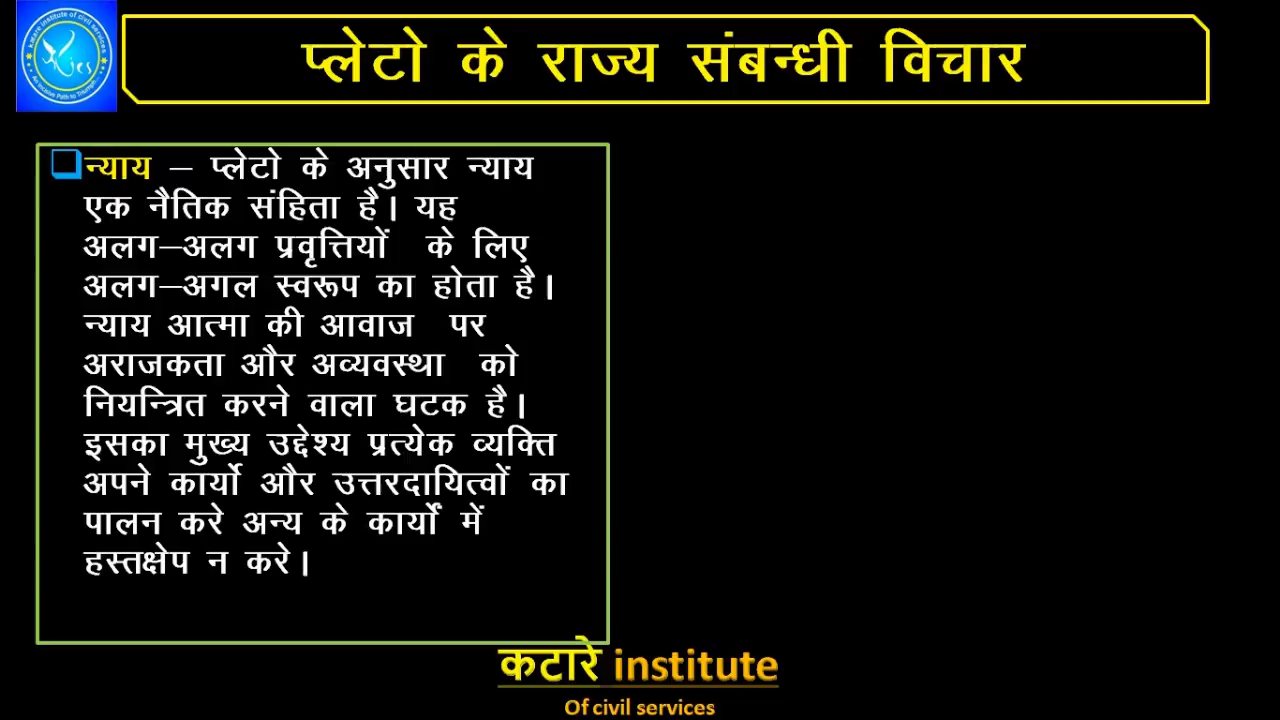 प्लेटो के राज्य संबन्धी विचार
न्याय – प्लेटो के अनुसार न्याय
एक नैतिक संहिता है। यह
अलग–अलग प्रवृत्तियों के लिए
अलग–अगल स्वरूप का होता है।
न्याय आत्मा की आवाज पर
अराजकता और अव्यवस्था को
नियन्त्रित करने वाला घटक है।
इसका मुख्य उद्देश्य प्रत्येक व्यक्ति
अपने कार्यो और उत्तरदायित्वों का
पालन करे अन्य के कार्यों में
हस्तक्षेप न करे।
कटारे institute
Of civil services